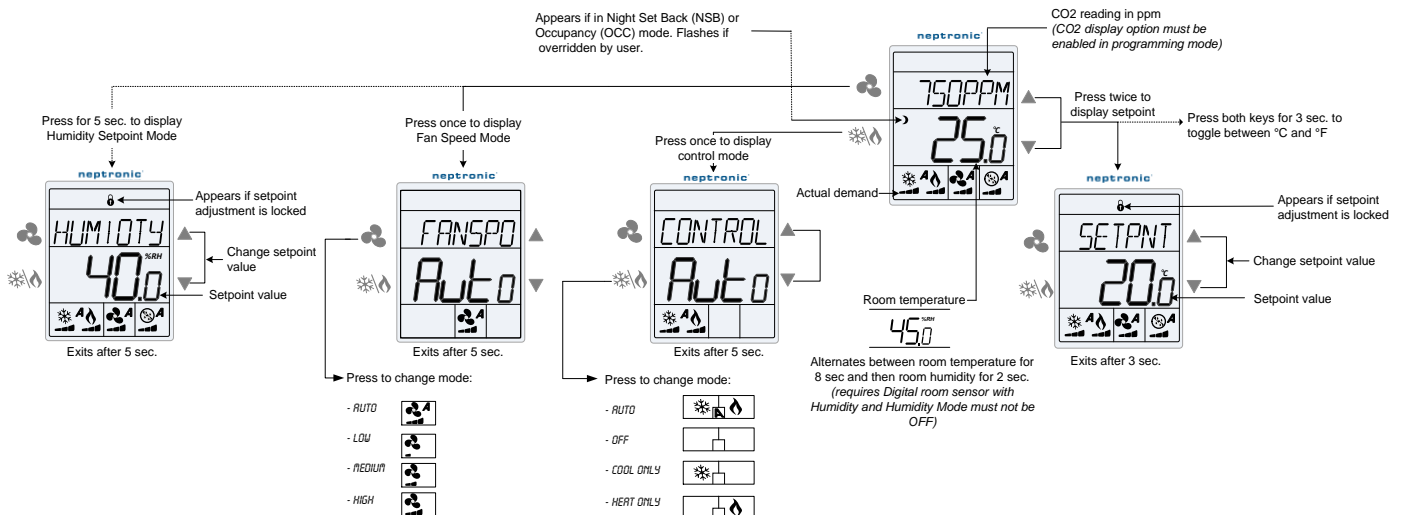 Appears if in Night Set Back (NSB) or
Occupancy (OCC) mode. Flashes if
overridden by user.
CO2 reading in ppm
(CO2 display option must be
enabled in programming mode)
neptronic
750PPM
25.0 °C
Press twice to
display setpoint
Press both keys for 3 sec. to
toggle between °C and °F
Actual demand
A A A
Room temperature
45.0 %RH
Alternates between room temperature for
8 sec and then room humidity for 2 sec.
(requires Digital room sensor with
Humidity and Humidity Mode must not be
OFF)
Press for 5 sec. to display
Humidity Setpoint Mode
neptronic
Appears if setpoint
adjustment is locked
HUMIDTY
40.0 %RH
Change setpoint
value
Setpoint value
A A A
Exits after 5 sec.
Press once to display
Fan Speed Mode
neptronic
FANSPD
Auto
A
Exits after 5 sec.
Press to change mode:
- AUTO
A
- LOW
- MEDIUM
- HIGH
Press once to display
control mode
neptronic
CONTROL
Auto
A
Exits after 5 sec.
Press to change mode:
- AUTO
A
- OFF
- COOL ONLY
- HEAT ONLY
neptronic
Appears if setpoint
adjustment is locked
SETPNT
20.0 °C
Change setpoint value
Setpoint value
A A A
Exits after 3 sec.